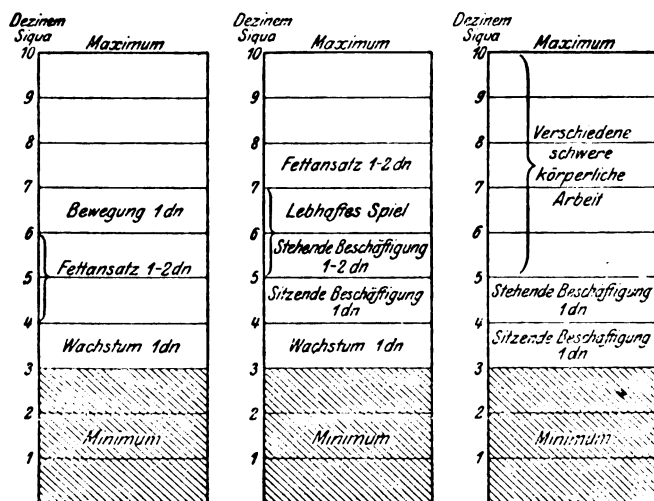 Dezinem
Siqua
Maximum
10
9
8
7
Bewegung 1dn
6
Fettansatz 1-2dn
5
4
Wachstum 1dn
3
2
Minimum
1
Dezinem
Siqua
Maximum
10
9
8
Fettansatz 1-2dn
7
Lebhaftes Spiel
6
Stehende Beschäftigung
1-2 dn
5
Sitzende Beschäftigung
1dn
4
Wachstum 1dn
3
2
Minimum
1
Dezinem
Siqua
Maximum
10
9
8
Verschiedene
schwere
körperliche
7
Arbeit
6
5
Stehende Beschäftigung
1dn
4
Sitzende Beschäftigung
1dn
3
2
Minimum
1